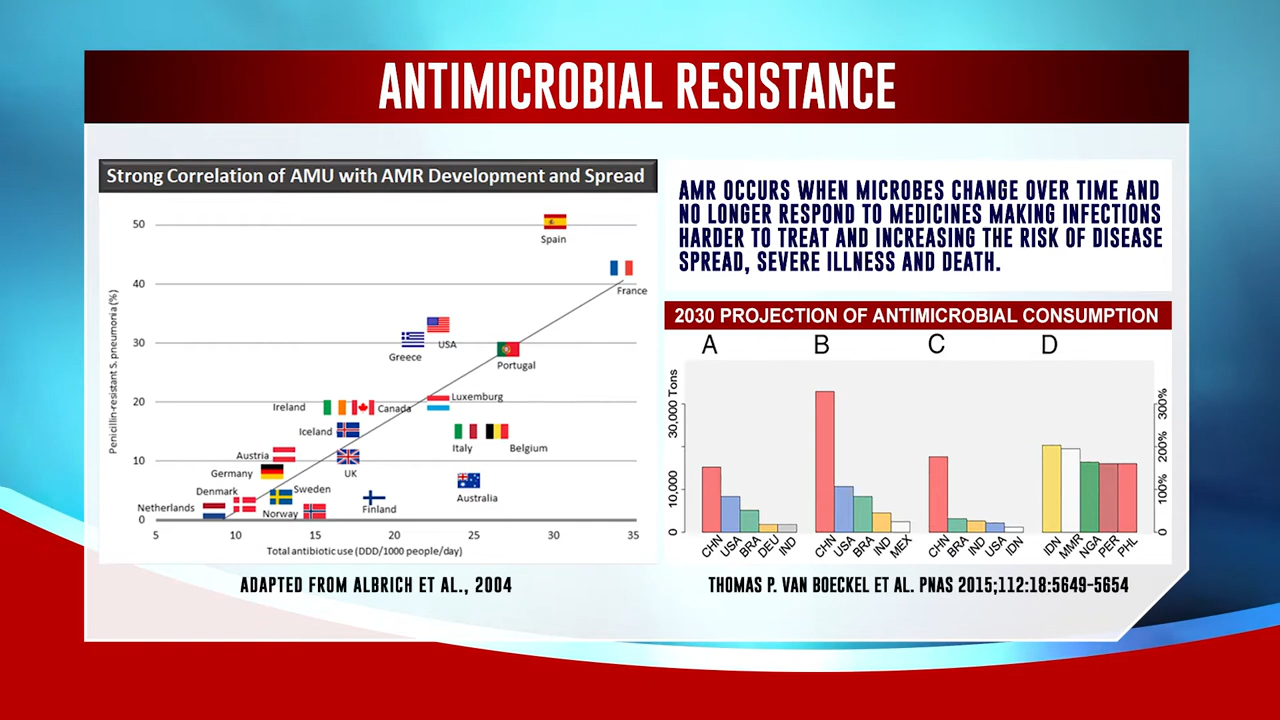 ANTIMICROBIAL RESISTANCE
Strong Correlation of AMU with AMR Development and Spread
Penicillin-resistant S. pneumonia (%)
50
40
30
20
10
0
Spain
France
USA
Greece
Portugal
Luxemburg
Ireland
Canada
Iceland
Italy
Belgium
Austria
UK
Germany
Australia
Denmark
Sweden
Netherlands
Norway
Finland
5 10 15 20 25 30 35
Total antibiotic use (DDD/1000 people/day)
ADAPTED FROM ALBRICH ET AL., 2004
AMR OCCURS WHEN MICROBES CHANGE OVER TIME AND
NO LONGER RESPOND TO MEDICINES MAKING INFECTIONS
HARDER TO TREAT AND INCREASING THE RISK OF DISEASE
SPREAD, SEVERE ILLNESS AND DEATH.
2030 PROJECTION OF ANTIMICROBIAL CONSUMPTION
A B C D
30,000 Tons
10,000
0
300%
200%
100%
0
CHN USA BRA DEU IND
CHN USA BRA IND MEX
CHN BRA IND USA IDN
IDN MMR NGA PER PHL
THOMAS P. VAN BOECKEL ET AL. PNAS 2015;112:18:5649-5654